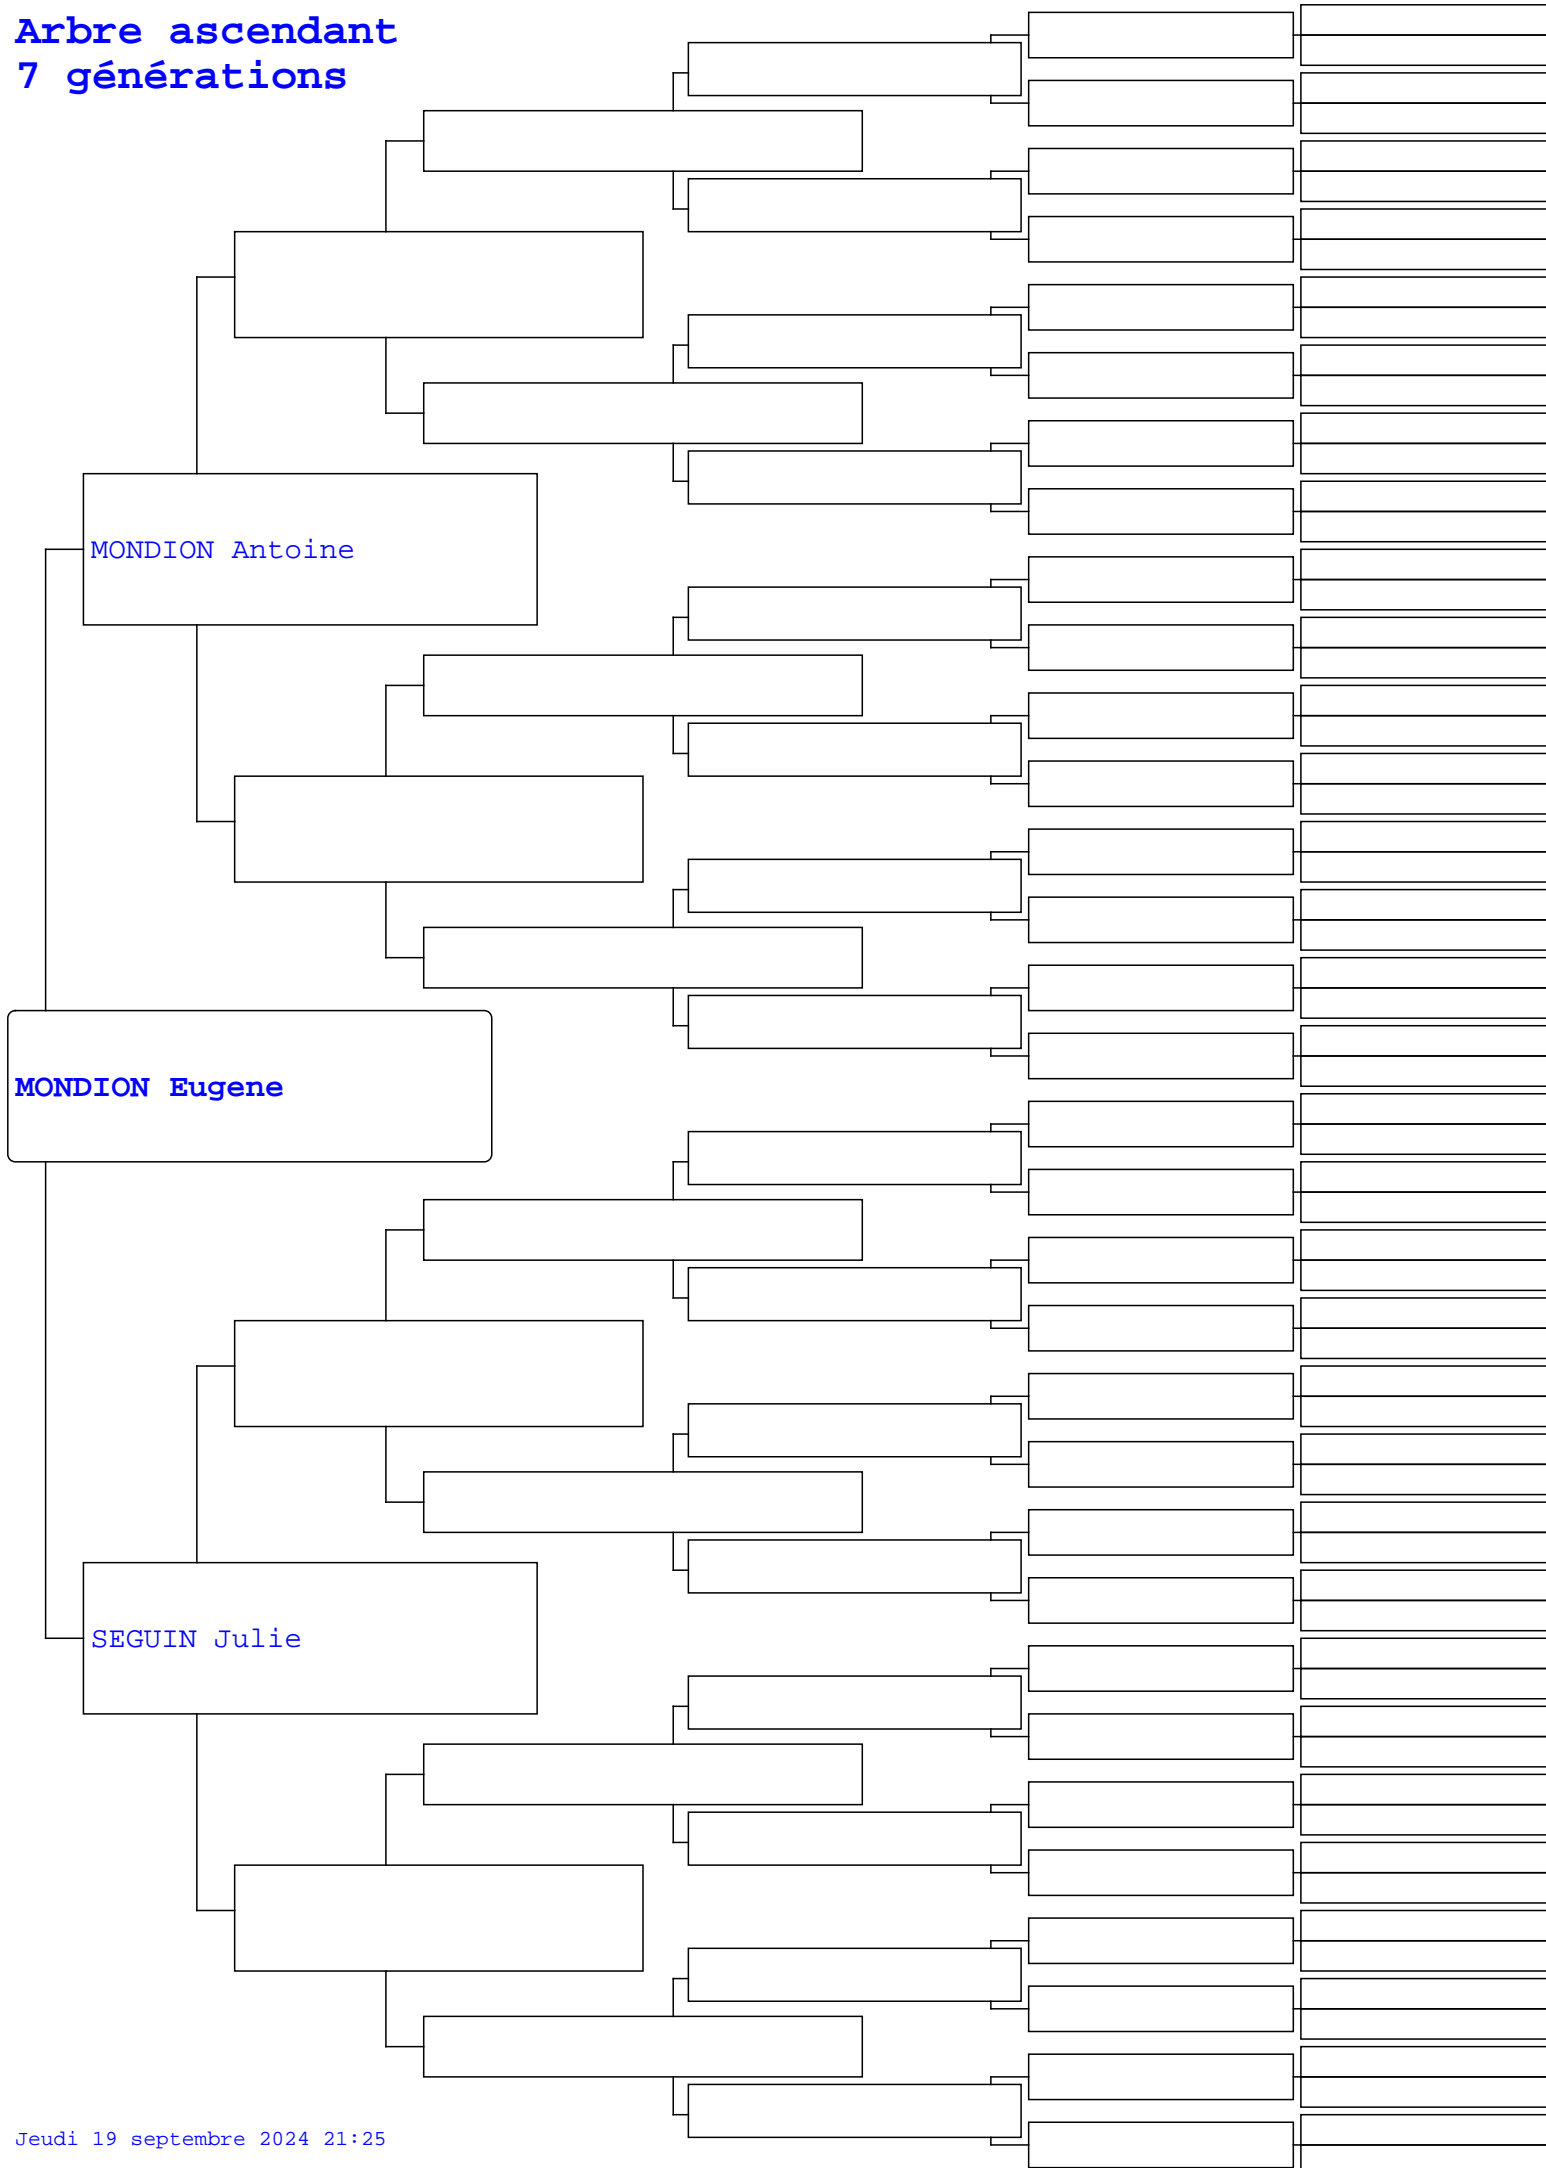 Arbre ascendant
7 générations
MONDION Antoine
MONDION Eugene
SEGUIN Julie
Jeudi 19 septembre 2024 21:25